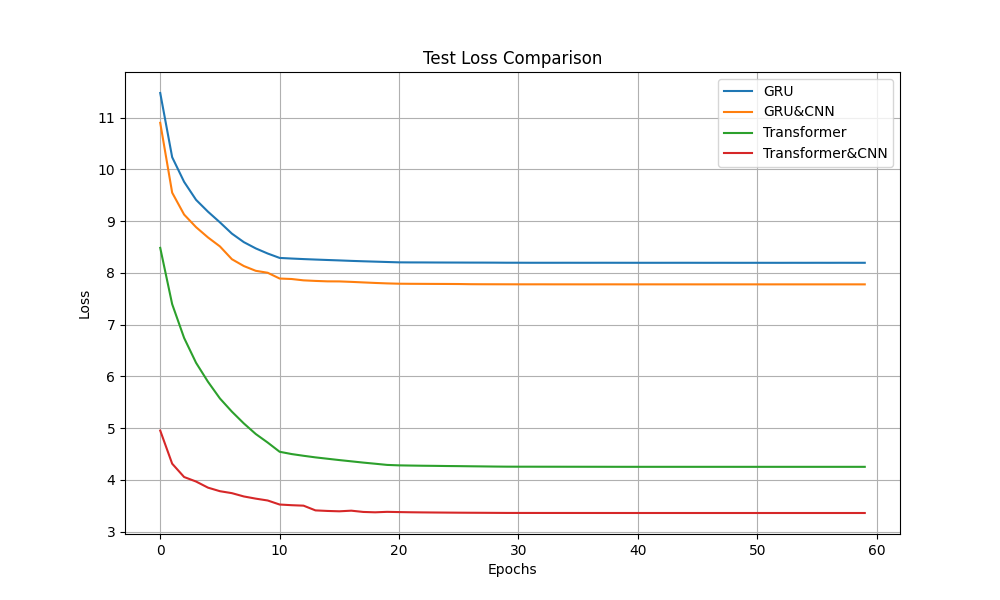 Test Loss Comparison
GRU
GRU&CNN
Transformer
Transformer&CNN
Loss
11
10
9
8
7
6
5
4
3
0 10 20 30 40 50 60
Epochs